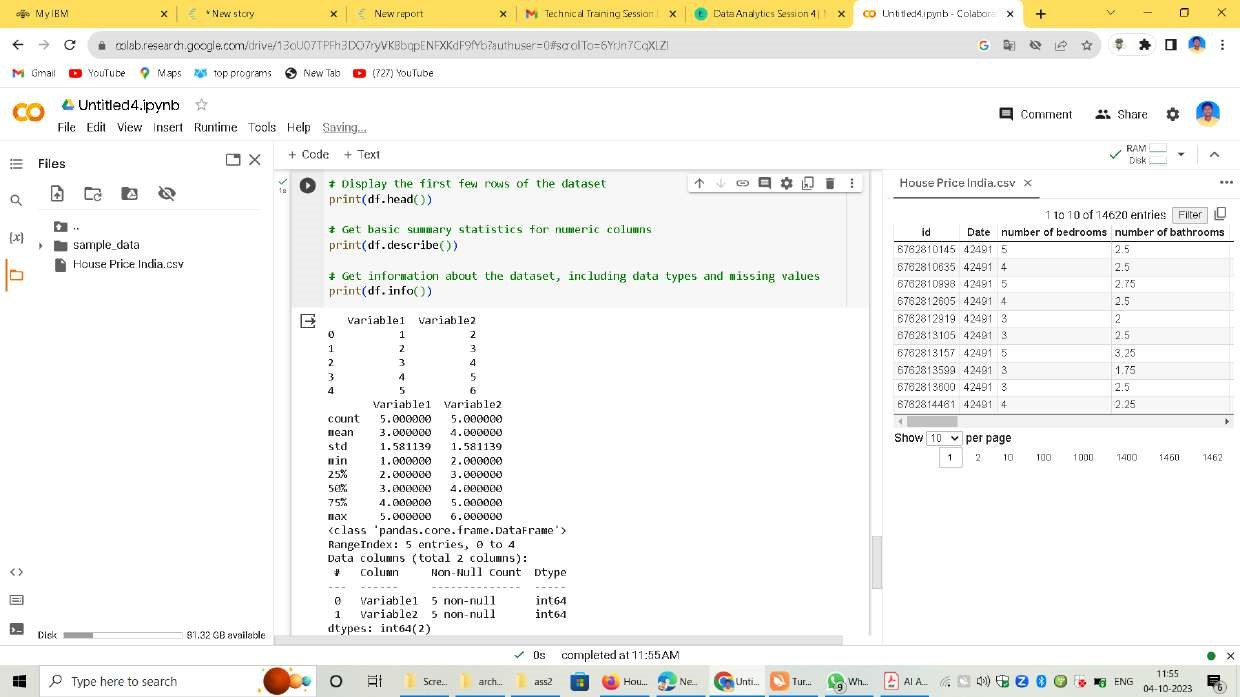 My IBM
* New story
New report
Technical Training Session
Data Analytics Session 4 |
Untitled4.ipynb - Colabora
colab.research.google.com/drive/
Gmail YouTube Maps top programs New Tab (727) YouTube
Untitled4.ipynb
File Edit View Insert Runtime Tools Help Saving...
Comment Share
Files
..
sample_data
House Price India.csv
Disk 81.32 GB available
+ Code + Text
RAM
Disk
1s
# Display the first few rows of the dataset
print(df.head())
# Get basic summary statistics for numeric columns
print(df.describe())
# Get information about the dataset, including data types and missing values
print(df.info())
Variable1 Variable2
0 1 2
1 2 3
2 3 4
3 4 5
4 5 6
Variable1 Variable2
count 5.000000 5.000000
mean 3.000000 4.000000
std 1.581139 1.581139
min 1.000000 2.000000
25% 2.000000 3.000000
50% 3.000000 4.000000
75% 4.000000 5.000000
max 5.000000 6.000000
<class 'pandas.core.frame.DataFrame'>
RangeIndex: 5 entries, 0 to 4
Data columns (total 2 columns):
# Column Non-Null Count Dtype
--- ------ -------------- -----
0 Variable1 5 non-null int64
1 Variable2 5 non-null int64
dtypes: int64(2)
House Price India.csv
1 to 10 of 14620 entries Filter
id Date number of bedrooms number of bathrooms
6762810145 42491 5 2.5
6762810635 42491 4 2.5
6762810998 42491 5 2.75
6762812605 42491 4 2.5
6762812919 42491 3 2
6762813105 42491 3 2.5
6762813157 42491 5 3.25
6762813599 42491 3 1.75
6762813600 42491 3 2.5
6762814461 42491 4 2.25
Show 10 per page
1 2 10 100 1000 1400 1460 1462
0s completed at 11:55 AM
Type here to search
Scre... arch... ass2 Hou... Ne... Unti... Tur... Wh... AI A...
9
ENG
11:55
04-10-2023
6